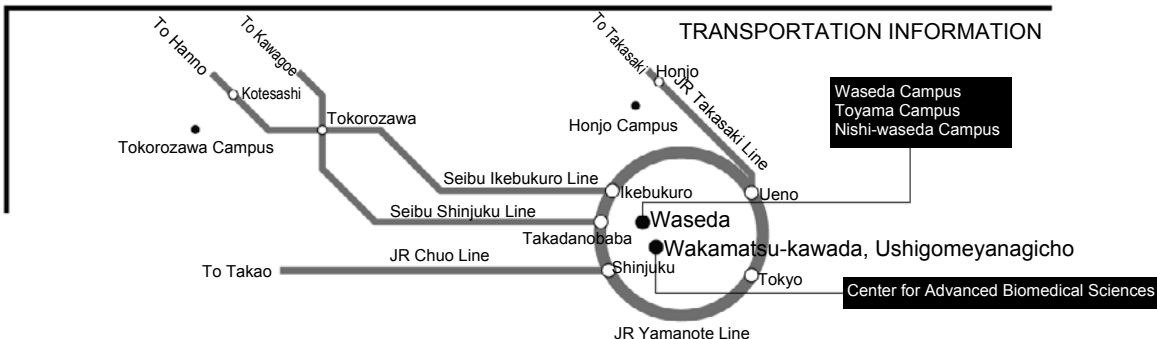 TRANSPORTATION INFORMATION
To Hanno
To Kawagoe
To Takasaki
Honjo
JR Takasaki Line
Kotesashi
Waseda Campus
Toyama Campus
Nishi-waseda Campus
Tokorozawa
Honjo Campus
Tokorozawa Campus
Seibu Ikebukuro Line
Ikebukuro
Ueno
Seibu Shinjuku Line
Waseda
Takadanobaba
Wakamatsu-kawada, Ushigomeyanagicho
JR Chuo Line
To Takao
Shinjuku
Tokyo
Center for Advanced Biomedical Sciences
JR Yamanote Line